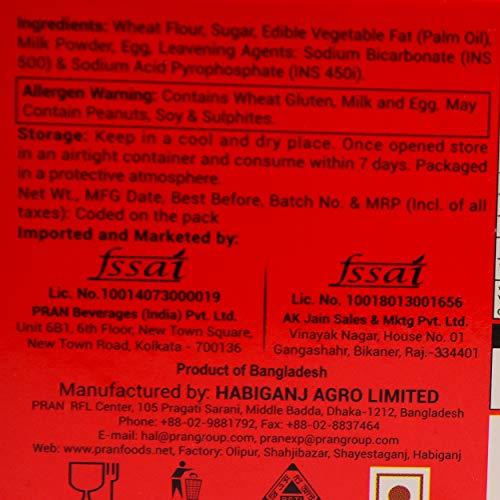 Ingredients: Wheat Flour, Sugar, Edible Vegetable Fat (Palm Oil),
Milk Powder, Egg, Leavening Agents: Sodium Bicarbonate (INS
500) & Sodium Acid Pyrophosphate (INS 450i).
Allergen Warning: Contains Wheat Gluten, Milk and Egg. May
Contain Peanuts, Soy & Sulphites.
Storage: Keep in a cool and dry place. Once opened store
in an airtight container and consume within 7 days. Packaged
in a protective atmosphere.
Net Wt., MFG Date, Best Before, Batch No. & MRP (Incl. of all
taxes): Coded on the pack
Imported and Marketed by:
fssai
Lic. No.10014073000019
PRAN Beverages (India) Pvt. Ltd.
Unit 6B1, 6th Floor, New Town Square,
New Town Road, Kolkata - 700136
fssai
Lic. No. 10018013001656
AK Jain Sales & Mktg Pvt. Ltd.
Vinayak Nagar, House No. 01
Gangashahr, Bikaner, Raj.-334401
Product of Bangladesh
Manufactured by: HABIGANJ AGRO LIMITED
PRAN RFL Center, 105 Pragati Sarani, Middle Badda, Dhaka-1212, Bangladesh
Phone: +88-02-9881792, Fax: +88-02-8837464
E-mail: hal@prangroup.com; pranexp@prangroup.com
Web: www.pranfoods.net, Factory: Olipur, Shahjibazar, Shayestaganj, Habiganj